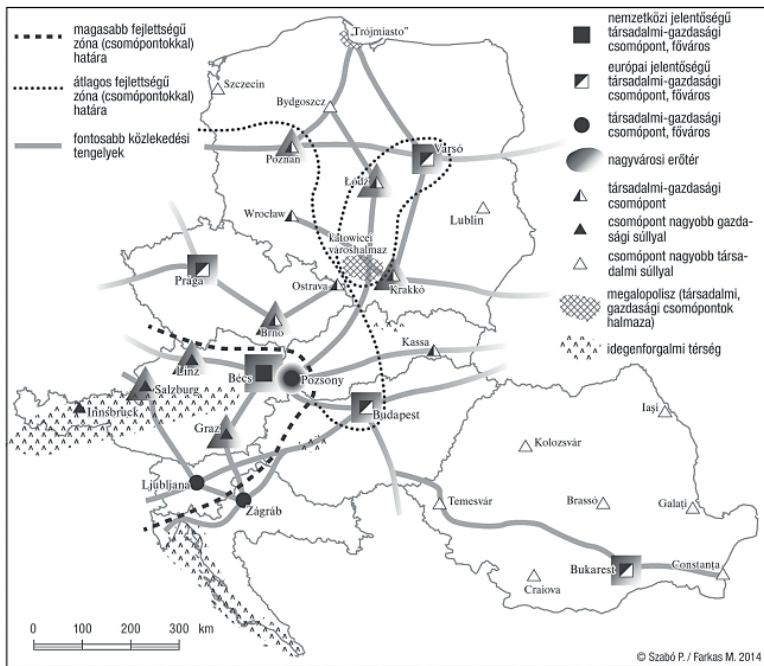 magasabb fejlettségű
zóna (csomópontokkal)
határa
átlagos fejlettségű
zóna (csomópontokkal)
határa
fontosabb közlekedési
tengelyek
nemzetközi jelentőségű
társadalmi-gazdasági
csomópont, főváros
európai jelentőségű
társadalmi-gazdasági
csomópont, főváros
társadalmi-gazdasági
csomópont, főváros
nagyvárosi erőtér
társadalmi-gazdasági
csomópont
csomópont nagyobb gazda-
sági súllyal
csomópont nagyobb társa-
dalmi súllyal
megalopolisz (társadalmi,
gazdasági csomópontok
halmaza)
idegenforgalmi térség
"Trójmiasto"
Szczecin
Bydgoszcz
Poznań
Varsó
Łódź
Wrocław
Lublin
katowicei
városhalmaz
Prága
Ostrava
Krakkó
Brno
Kassa
Linz
Bécs
Pozsony
Salzburg
Innsbruck
Budapest
Graz
Iași
Kolozsvár
Ljubljana
Zágráb
Temesvár
Brassó
Galați
Bukarest
Constanța
Craiova
0 100 200 300 km
© Szabó P. / Farkas M. 2014